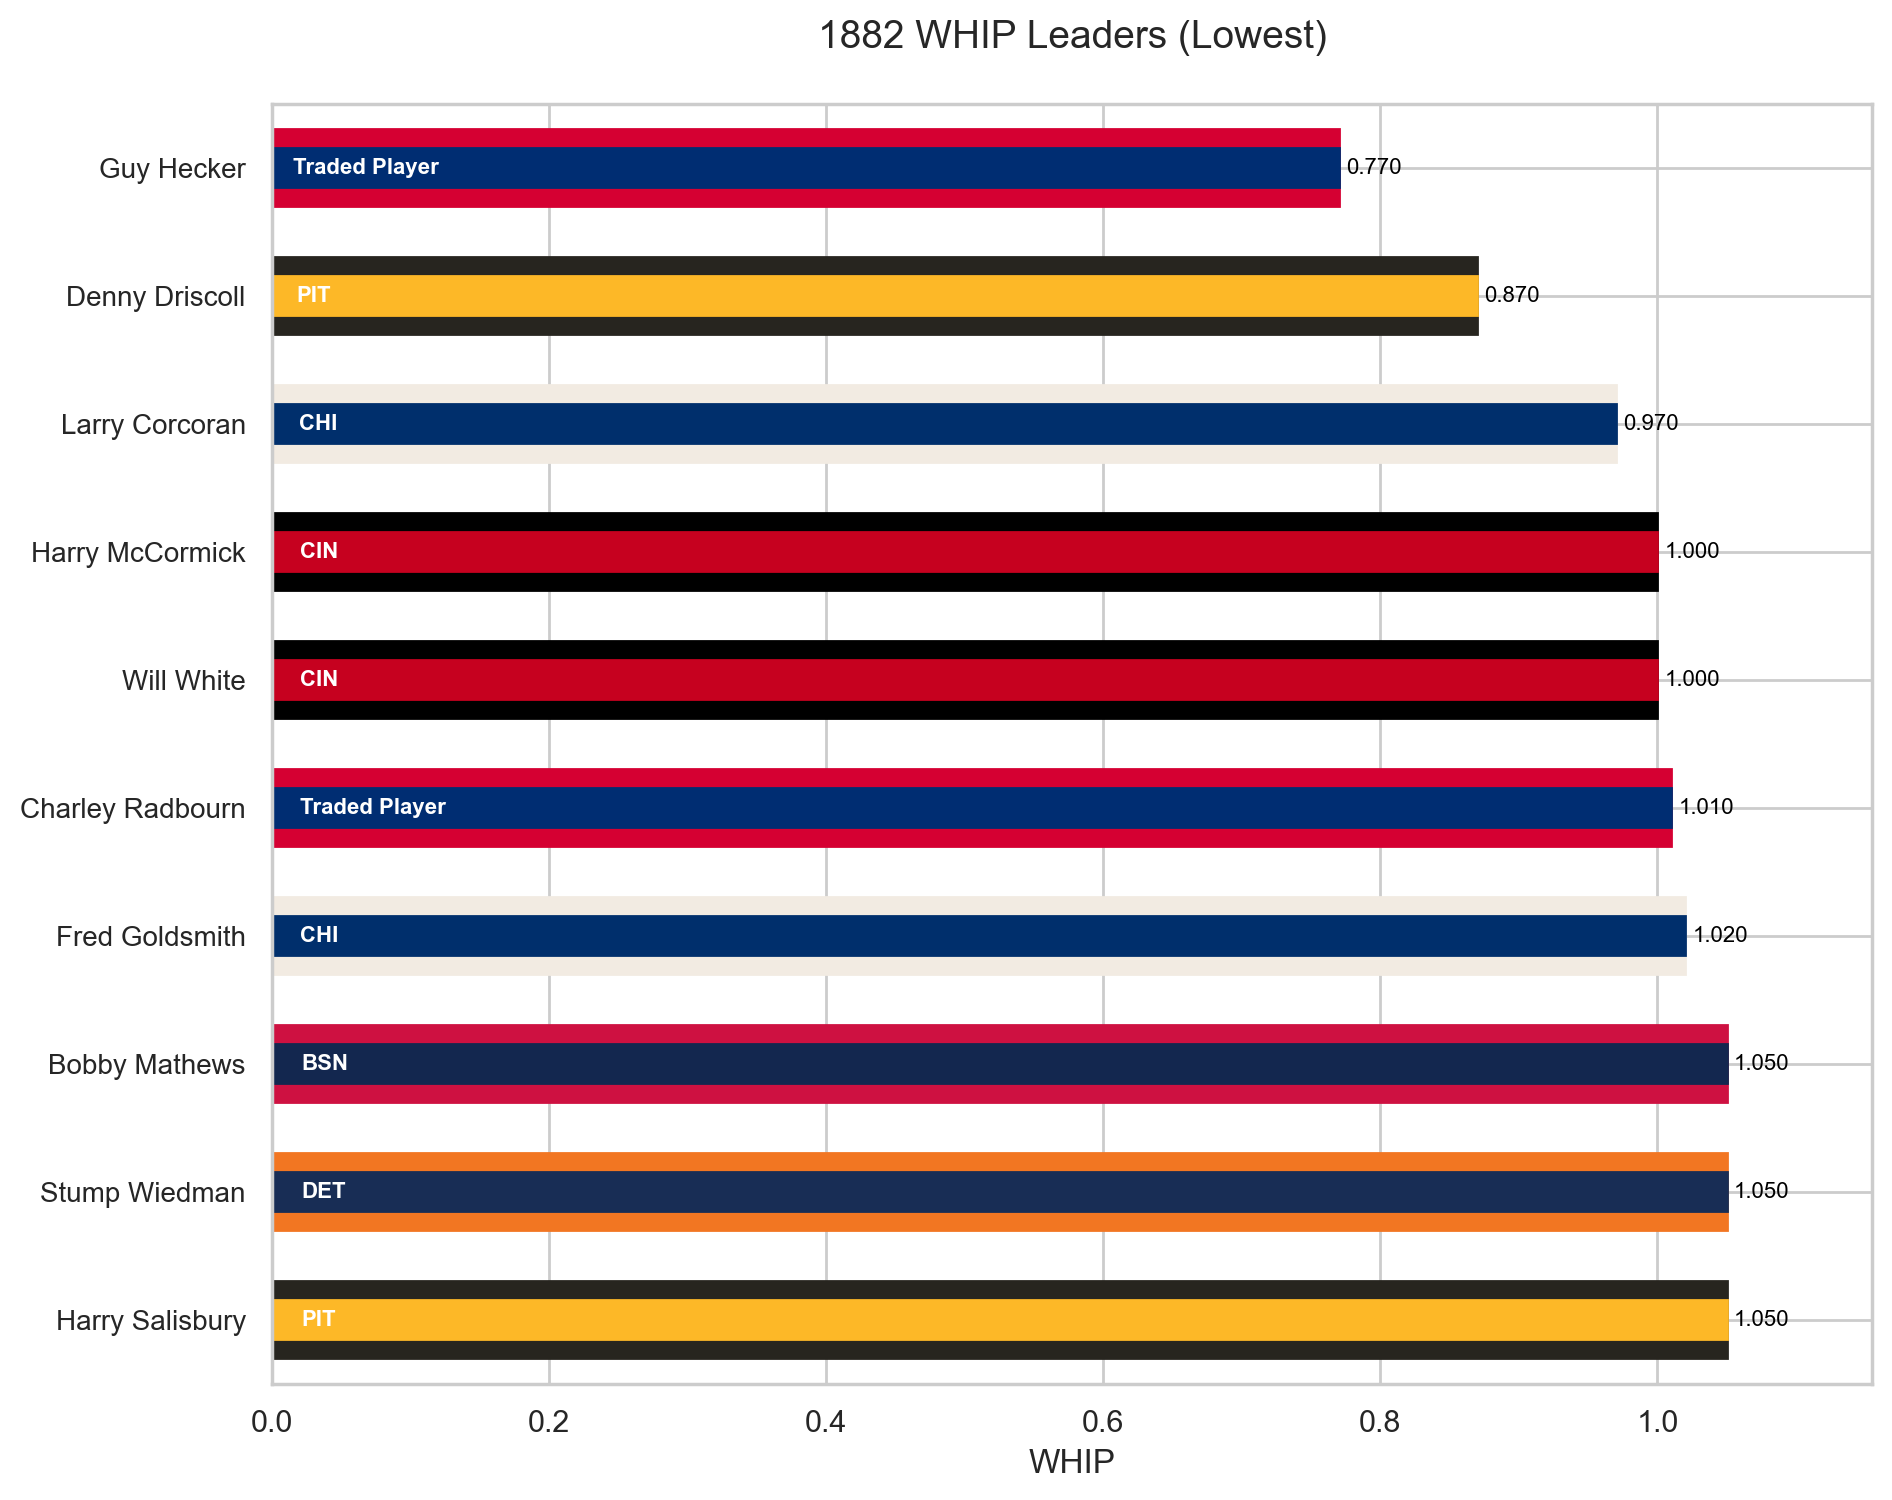 1882 WHIP Leaders (Lowest)
Guy Hecker
Traded Player
0.770
Denny Driscoll
PIT
0.870
Larry Corcoran
CHI
0.970
Harry McCormick
CIN
1.000
Will White
CIN
1.000
Charley Radbourn
Traded Player
1.010
Fred Goldsmith
CHI
1.020
Bobby Mathews
BSN
1.050
Stump Wiedman
DET
1.050
Harry Salisbury
PIT
1.050
0.0 0.2 0.4 0.6 0.8 1.0
WHIP